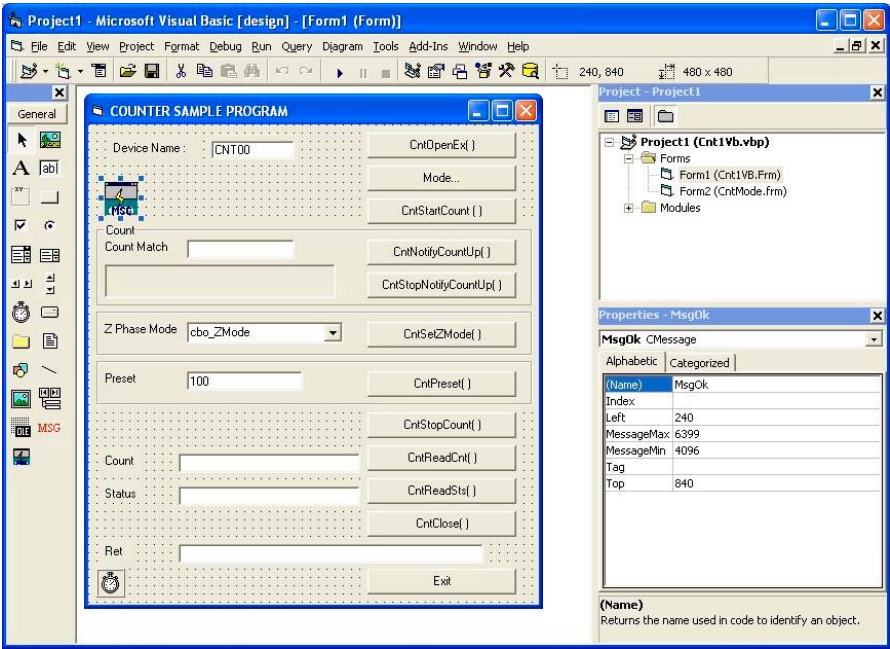 Project1 - Microsoft Visual Basic [design] - [Form1 (Form)]
File Edit View Project Format Debug Run Query Diagram Tools Add-Ins Window Help
240, 840 480 x 480
General
A ab|
xv
OLE MSG
COUNTER SAMPLE PROGRAM
Device Name : CNT00 CntOpenEx( )
Mode...
MSG CntStartCount ( )
Count
Count Match CntNotifyCountUp( )
CntStopNotifyCountUp( )
Z Phase Mode cbo_ZMode CntSetZMode( )
Preset 100 CntPreset( )
CntStopCount( )
Count CntReadCnt( )
Status CntReadSts( )
CntClose( )
Ret
Exit
Project - Project1
Project1 (Cnt1Vb.vbp)
Forms
Form1 (Cnt1VB.Frm)
Form2 (CntMode.frm)
Modules
Properties - MsgOk
MsgOk CMessage
Alphabetic Categorized
(Name) MsgOk
Index
Left 240
MessageMax 6399
MessageMin 4096
Tag
Top 840
(Name)
Returns the name used in code to identify an object.